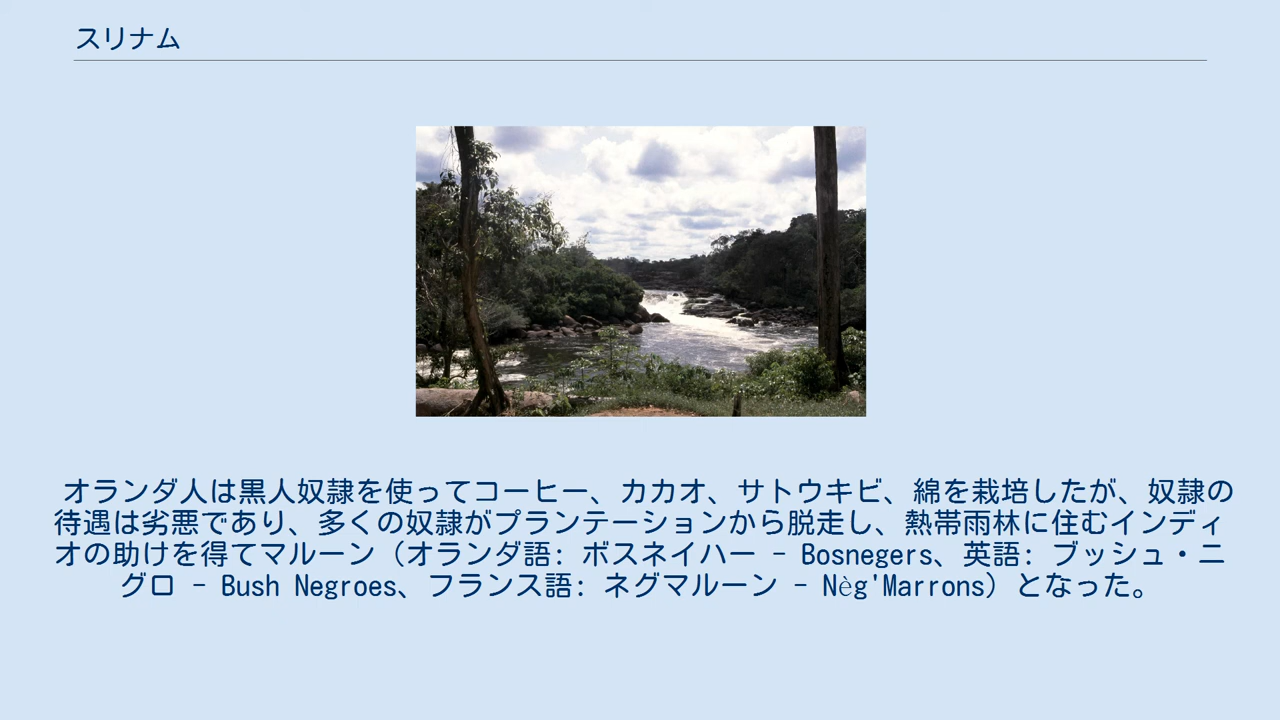 スリナム
オランダ人は黒人奴隷を使ってコーヒー、カカオ、サトウキビ、綿を栽培したが、奴隷の
待遇は劣悪であり、多くの奴隷がプランテーションから脱走し、熱帯雨林に住むインディ
オの助けを得てマルーン（オランダ語: ボスネイハー – Bosnegers、英語: ブッシュ・ニ
グロ – Bush Negroes、フランス語: ネグマルーン – Nèg'Marrons）となった。